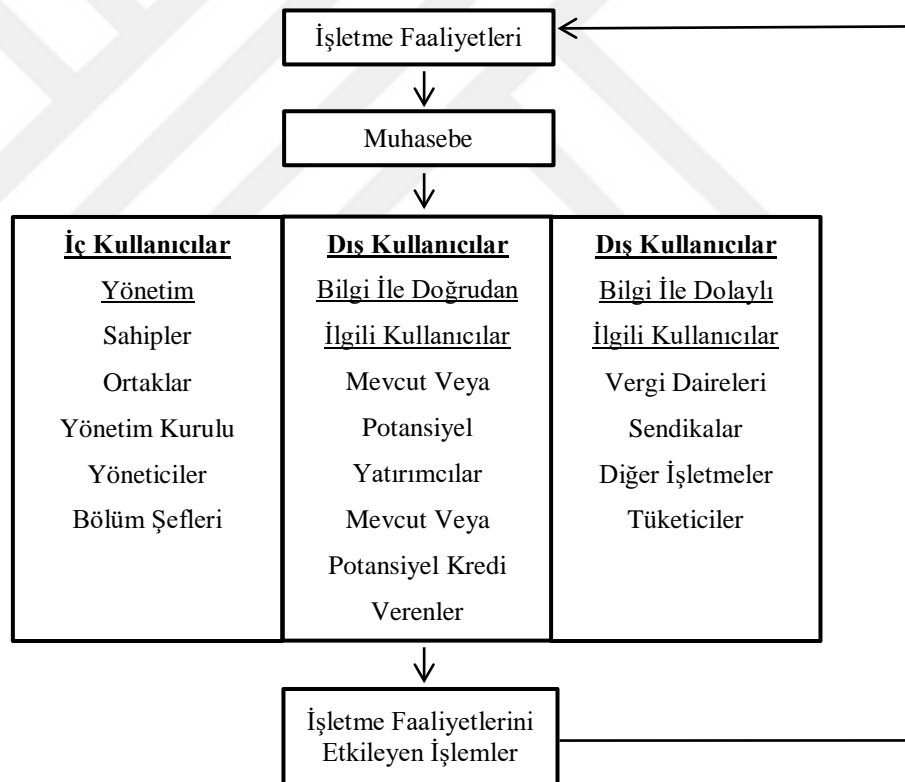 İşletme Faaliyetleri
Muhasebe
İç Kullanıcılar
Yönetim
Sahipler
Ortaklar
Yönetim Kurulu
Yöneticiler
Bölüm Şefleri
Dış Kullanıcılar
Bilgi İle Doğrudan
İlgili Kullanıcılar
Mevcut Veya
Potansiyel
Yatırımcılar
Mevcut Veya
Potansiyel Kredi
Verenler
Dış Kullanıcılar
Bilgi İle Dolaylı
İlgili Kullanıcılar
Vergi Daireleri
Sendikalar
Diğer İşletmeler
Tüketiciler
İşletme Faaliyetlerini
Etkileyen İşlemler